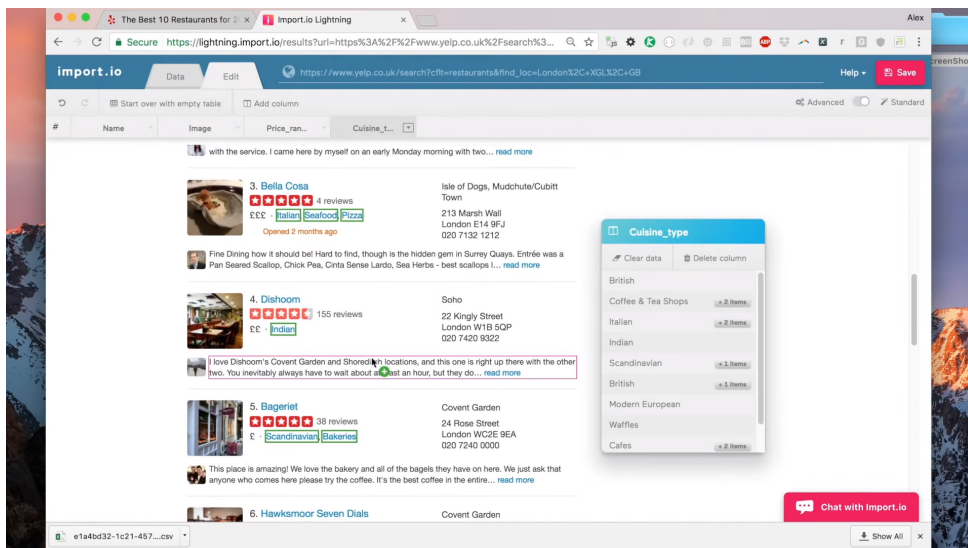 The Best 10 Restaurants for 2
Import.io Lightning
Alex
Secure https://lightning.import.io/results?url=https%3A%2F%2Fwww.yelp.co.uk%2Fsearch%3...
import.io
Data
Edit
https://www.yelp.co.uk/search?cflt=restaurants&find_loc=London%2C+XGL%2C+GB
Help
Save
Start over with empty table
Add column
Advanced
Standard
# Name Image Price_ran... Cuisine_t...
with the service. I came here by myself on an early Monday morning with two... read more
3. Bella Cosa
4 reviews
£££ · Italian, Seafood, Pizza
Opened 2 months ago
Isle of Dogs, Mudchute/Cubitt
Town
213 Marsh Wall
London E14 9FJ
020 7132 1212
Fine Dining how it should be! Hard to find, though is the hidden gem in Surrey Quays. Entrée was a
Pan Seared Scallop, Chick Pea, Cinta Sense Lardo, Sea Herbs - best scallops I... read more
4. Dishoom
155 reviews
££ · Indian
Soho
22 Kingly Street
London W1B 5QP
020 7420 9322
I love Dishoom's Covent Garden and Shoreditch locations, and this one is right up there with the other
two. You inevitably always have to wait about at least an hour, but they do... read more
5. Bageriet
38 reviews
£ · Scandinavian, Bakeries
Covent Garden
24 Rose Street
London WC2E 9EA
020 7240 0000
This place is amazing! We love the bakery and all of the bagels they have on here. We just ask that
anyone who comes here please try the coffee. It's the best coffee in the entire... read more
6. Hawksmoor Seven Dials
Covent Garden
Cuisine_type
Clear data
Delete column
British
Coffee & Tea Shops + 2 items
Italian + 2 items
Indian
Scandinavian + 1 items
British + 1 items
Modern European
Waffles
Cafes + 2 items
Chat with Import.io
e1a4bd32-1c21-457....csv
Show All